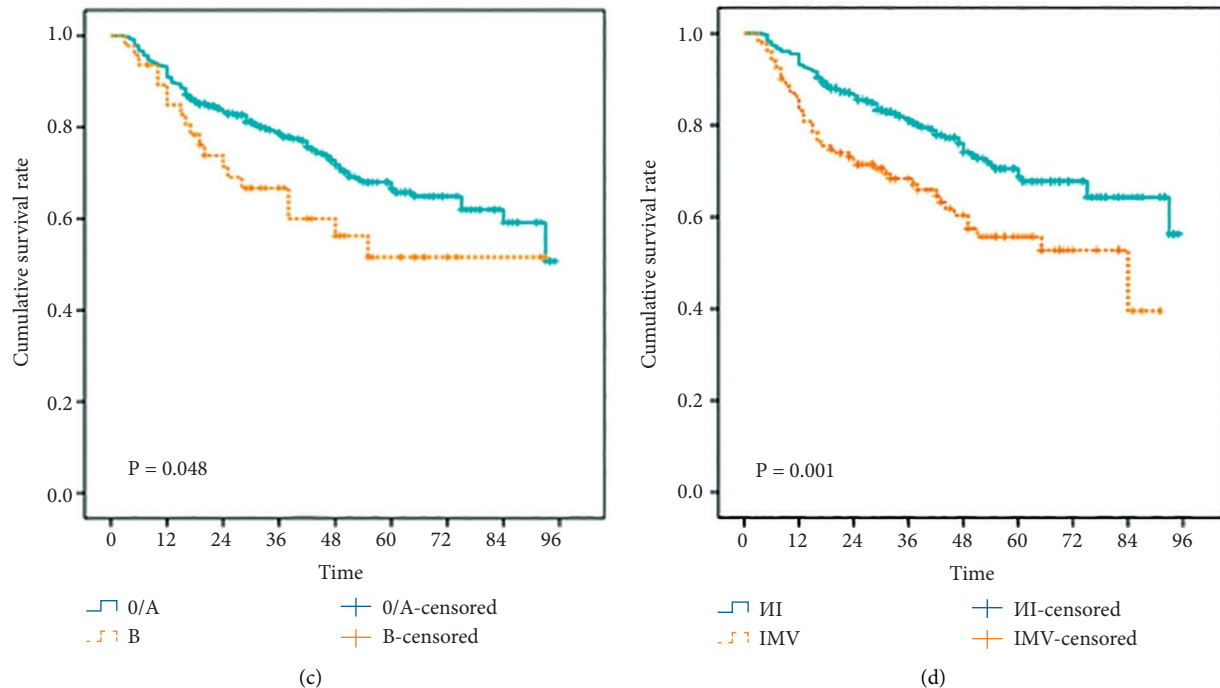 Cumulative survival rate
1.0
0.8
0.6
0.4
0.2
0.0
P = 0.048
0 12 24 36 48 60 72 84 96
Time
0/A 0/A-censored
B B-censored
(c)
Cumulative survival rate
1.0
0.8
0.6
0.4
0.2
0.0
P = 0.001
0 12 24 36 48 60 72 84 96
Time
ИI ИI-censored
IMV IMV-censored
(d)